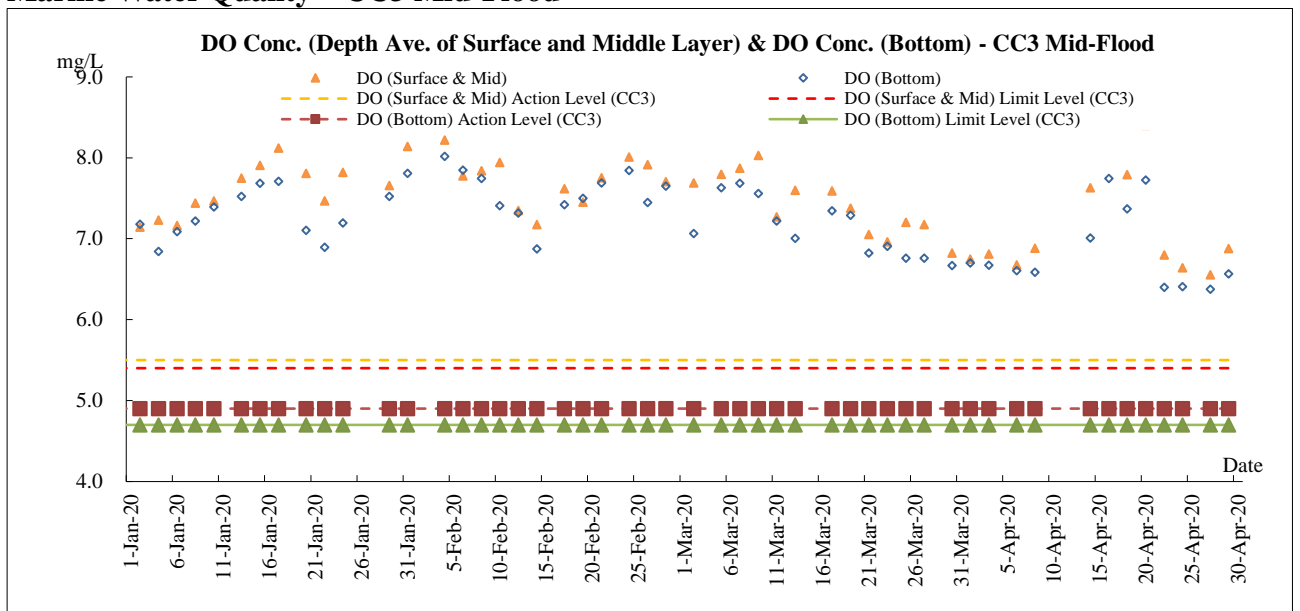 Marine Water Quality – CC3 Mid-Flood
DO Conc. (Depth Ave. of Surface and Middle Layer) & DO Conc. (Bottom) - CC3 Mid-Flood
mg/L
DO (Surface & Mid)
DO (Bottom)
DO (Surface & Mid) Action Level (CC3)
DO (Surface & Mid) Limit Level (CC3)
DO (Bottom) Action Level (CC3)
DO (Bottom) Limit Level (CC3)
9.0
8.0
7.0
6.0
5.0
4.0
Date
1-Jan-20
6-Jan-20
11-Jan-20
16-Jan-20
21-Jan-20
26-Jan-20
31-Jan-20
5-Feb-20
10-Feb-20
15-Feb-20
20-Feb-20
25-Feb-20
1-Mar-20
6-Mar-20
11-Mar-20
16-Mar-20
21-Mar-20
26-Mar-20
31-Mar-20
5-Apr-20
10-Apr-20
15-Apr-20
20-Apr-20
25-Apr-20
30-Apr-20